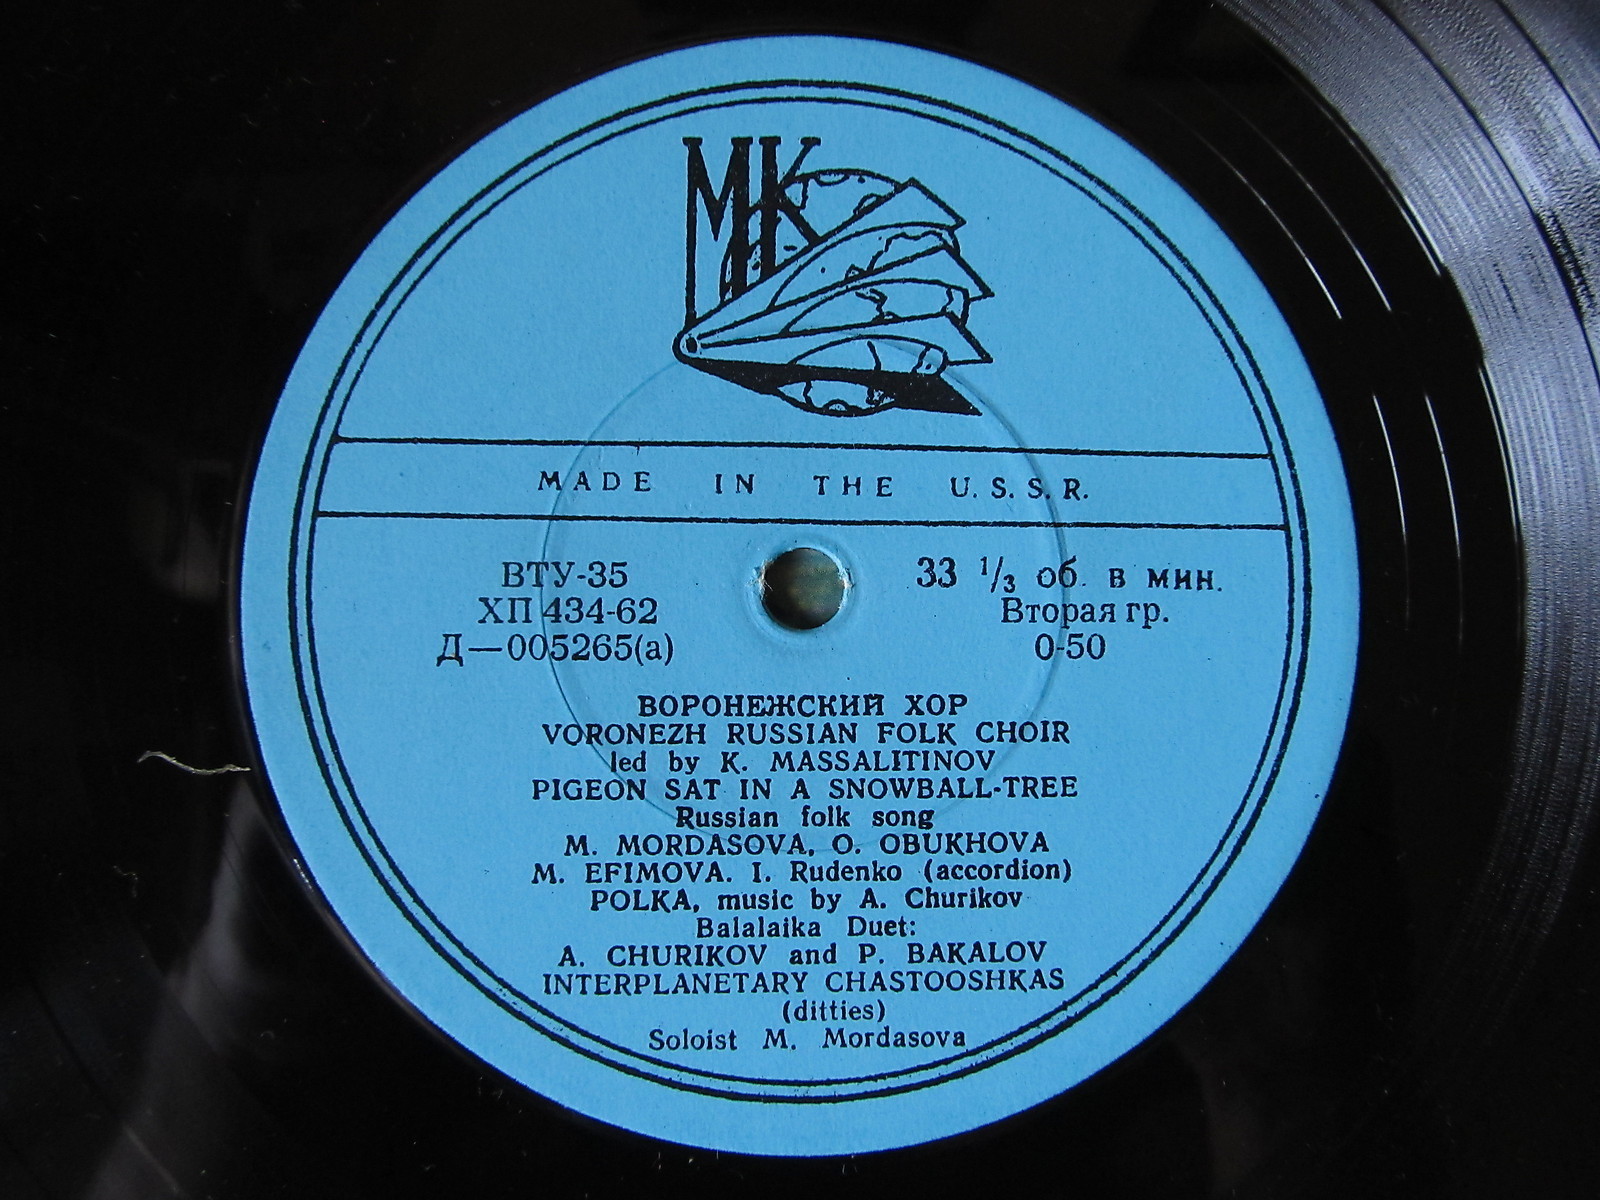 MK
MADE IN THE U.S.S.R.
ВТУ-35
ХП 434-62
Д—005265(а)
33 1/3 об. в мин.
Вторая гр.
0-50
ВОРОНЕЖСКИЙ ХОР
VORONEZH RUSSIAN FOLK CHOIR
led by K. MASSALITINOV
PIGEON SAT IN A SNOWBALL-TREE
Russian folk song
M. MORDASOVA, O. OBUKHOVA
M. EFIMOVA. I. Rudenko (accordion)
POLKA, music by A. Churikov
Balalaika Duet:
A. CHURIKOV and P. BAKALOV
INTERPLANETARY CHASTOOSHKAS
(ditties)
Soloist M. Mordasova